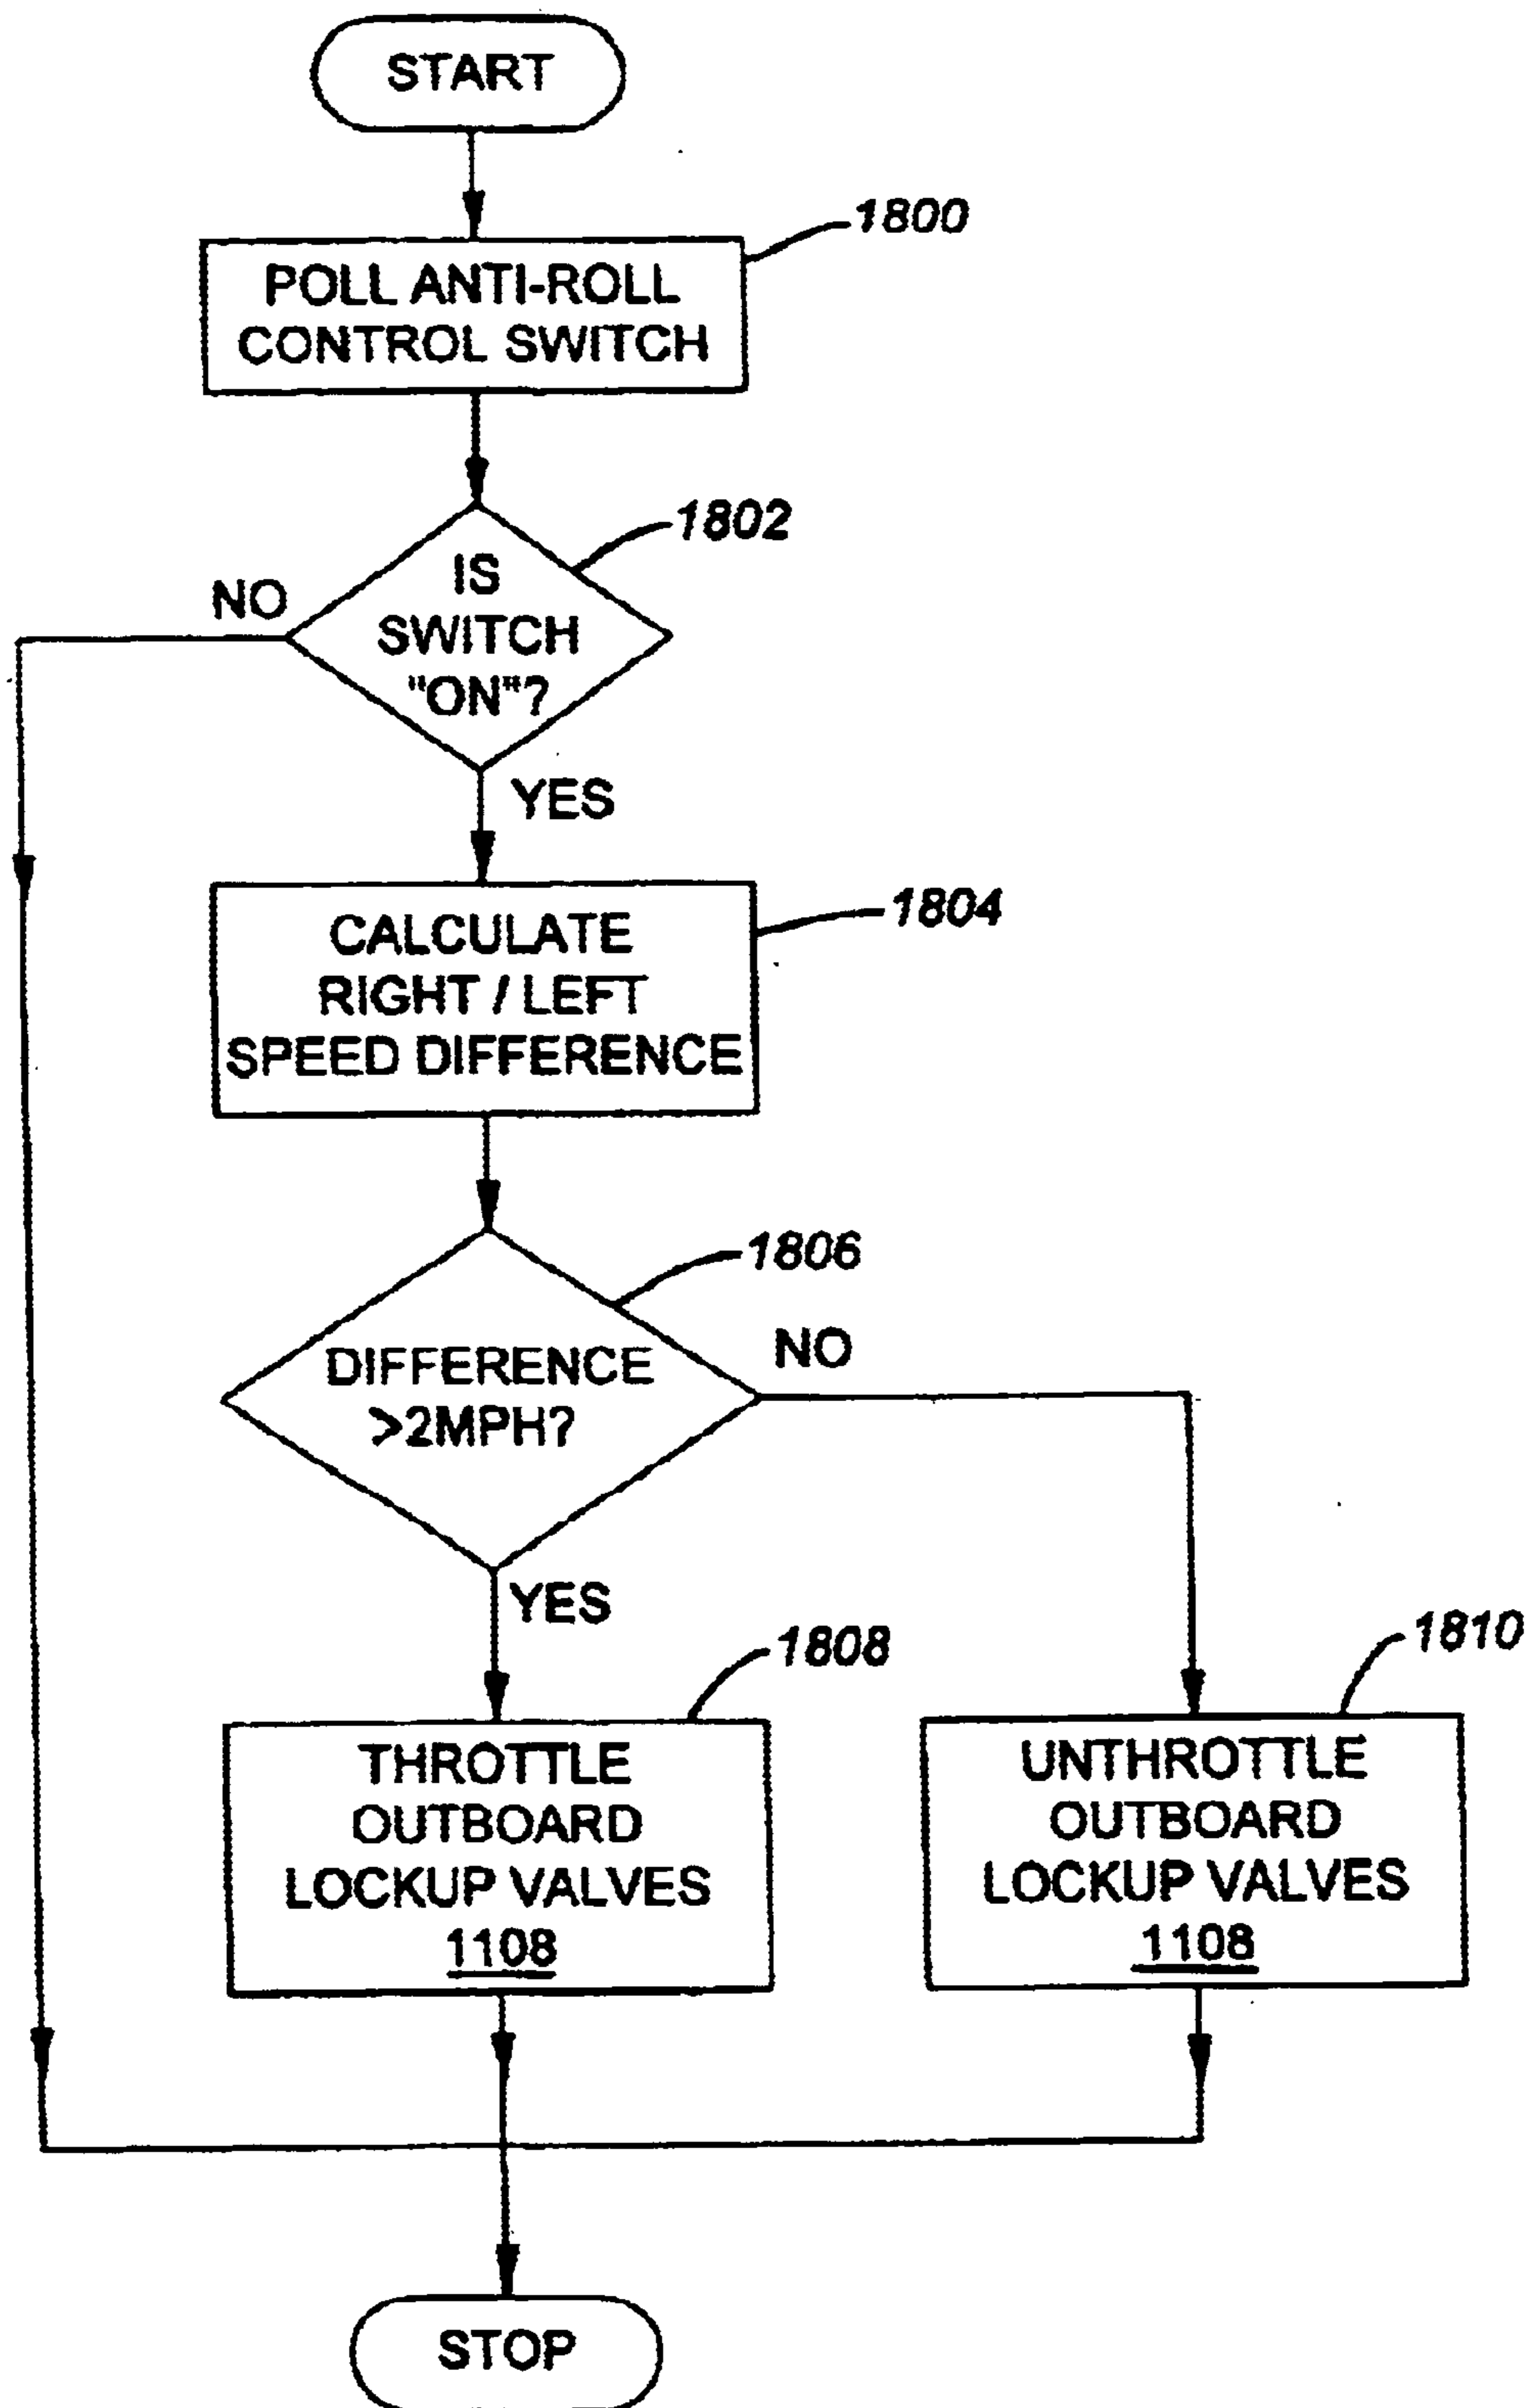 START
1800
POLL ANTI-ROLL
CONTROL SWITCH
1802
NO
IS
SWITCH
"ON"?
YES
1804
CALCULATE
RIGHT / LEFT
SPEED DIFFERENCE
1806
NO
DIFFERENCE
>2MPH?
YES
1808
1810
THROTTLE
OUTBOARD
LOCKUP VALVES
1108
UNTHROTTLE
OUTBOARD
LOCKUP VALVES
1108
STOP